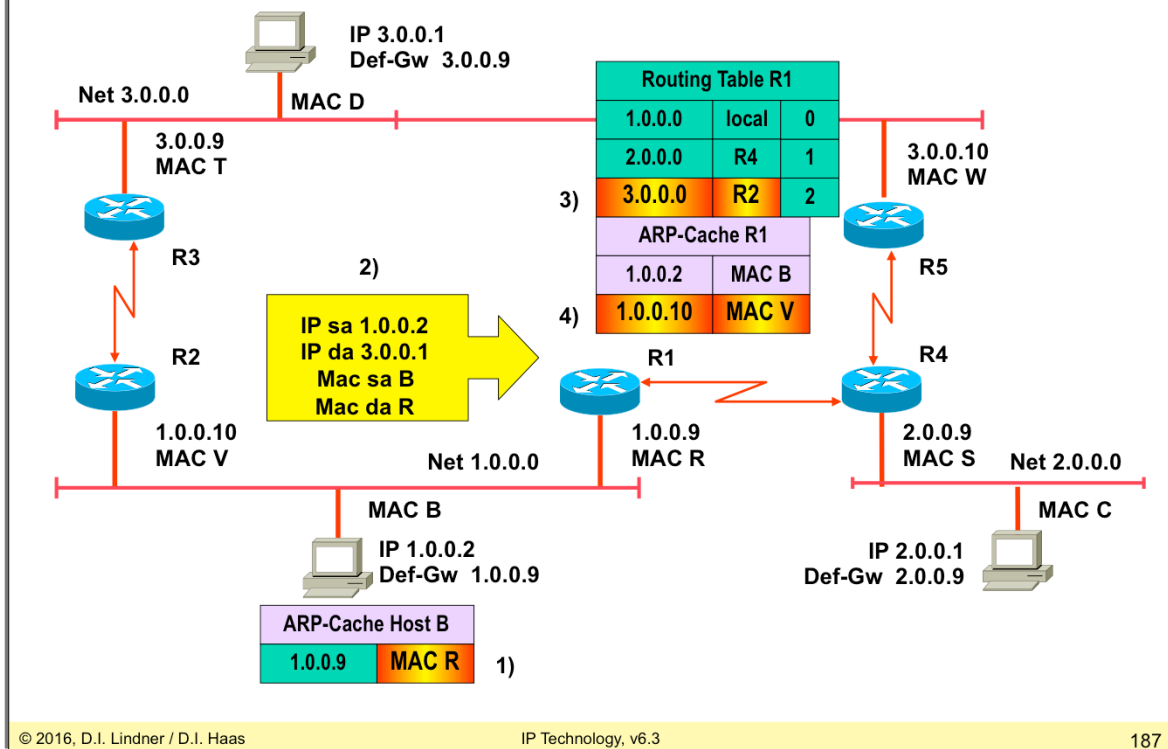 IP 3.0.0.1
Def-Gw 3.0.0.9
Net 3.0.0.0
MAC D
3.0.0.9
MAC T
R3
Routing Table R1
1.0.0.0 local 0
2.0.0.0 R4 1
3) 3.0.0.0 R2 2
ARP-Cache R1
1.0.0.2 MAC B
4) 1.0.0.10 MAC V
3.0.0.10
MAC W
R5
2)
IP sa 1.0.0.2
IP da 3.0.0.1
Mac sa B
Mac da R
R2
1.0.0.10
MAC V
R1
1.0.0.9
MAC R
R4
2.0.0.9
MAC S
Net 1.0.0.0
Net 2.0.0.0
MAC B
IP 1.0.0.2
Def-Gw 1.0.0.9
MAC C
IP 2.0.0.1
Def-Gw 2.0.0.9
ARP-Cache Host B
1.0.0.9 MAC R 1)
© 2016, D.I. Lindner / D.I. Haas IP Technology, v6.3 187